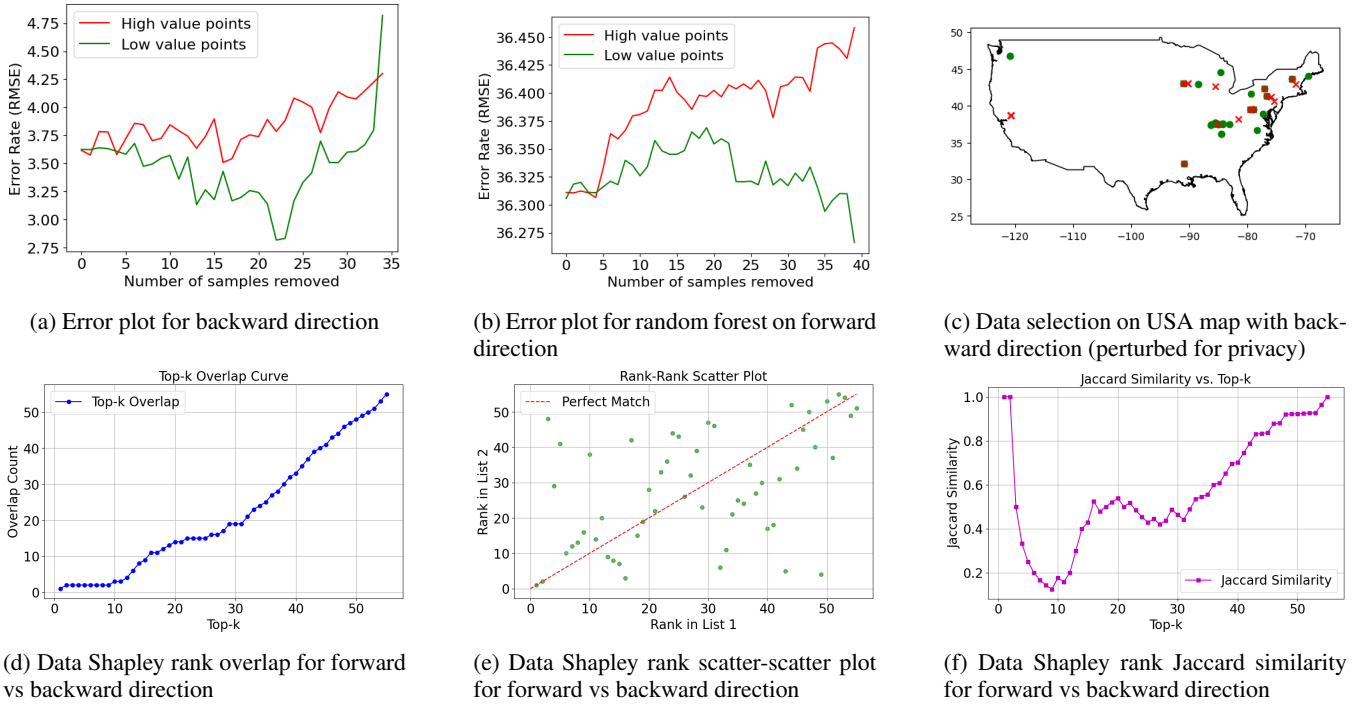 High value points
Low value points
4.75
4.50
4.25
4.00
3.75
3.50
3.25
3.00
2.75
Error Rate (RMSE)
0 5 10 15 20 25 30 35
Number of samples removed
(a) Error plot for backward direction
High value points
Low value points
36.450
36.425
36.400
36.375
36.350
36.325
36.300
36.275
Error Rate (RMSE)
0 5 10 15 20 25 30 35 40
Number of samples removed
(b) Error plot for random forest on forward
direction
50
45
40
35
30
25
−120 −110 −100 −90 −80 −70
(c) Data selection on USA map with back-
ward direction (perturbed for privacy)
Top-k Overlap Curve
Top-k Overlap
50
40
30
20
10
0
Overlap Count
0 10 20 30 40 50
Top-k
(d) Data Shapley rank overlap for forward
vs backward direction
Rank-Rank Scatter Plot
Perfect Match
50
40
30
20
10
0
Rank in List 2
0 10 20 30 40 50
Rank in List 1
(e) Data Shapley rank scatter-scatter plot
for forward vs backward direction
Jaccard Similarity vs. Top-k
1.0
0.8
0.6
0.4
0.2
Jaccard Similarity
Jaccard Similarity
0 10 20 30 40 50
Top-k
(f) Data Shapley rank Jaccard similarity
for forward vs backward direction